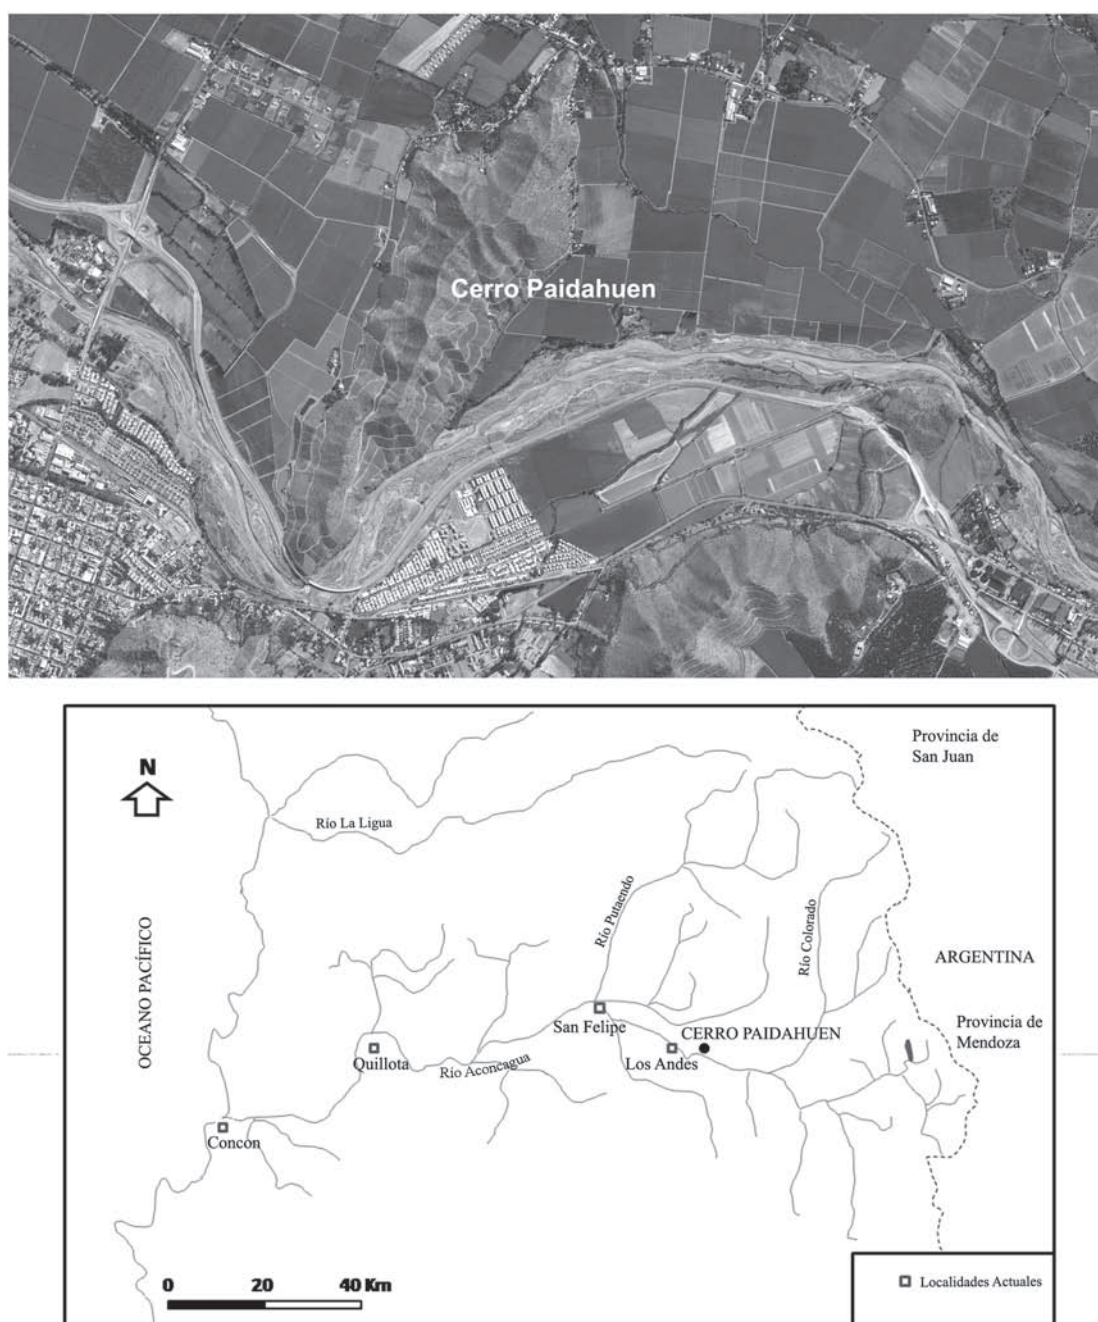 Cerro Paidahuen
Provincia de
San Juan
N
Río La Ligua
Río Putaendo
Río Colorado
OCEANO PACÍFICO
ARGENTINA
San Felipe
CERRO PAIDAHUEN
Provincia de
Mendoza
Quillota
Río Aconcagua
Los Andes
Concon
0 20 40 Km
Localidades Actuales